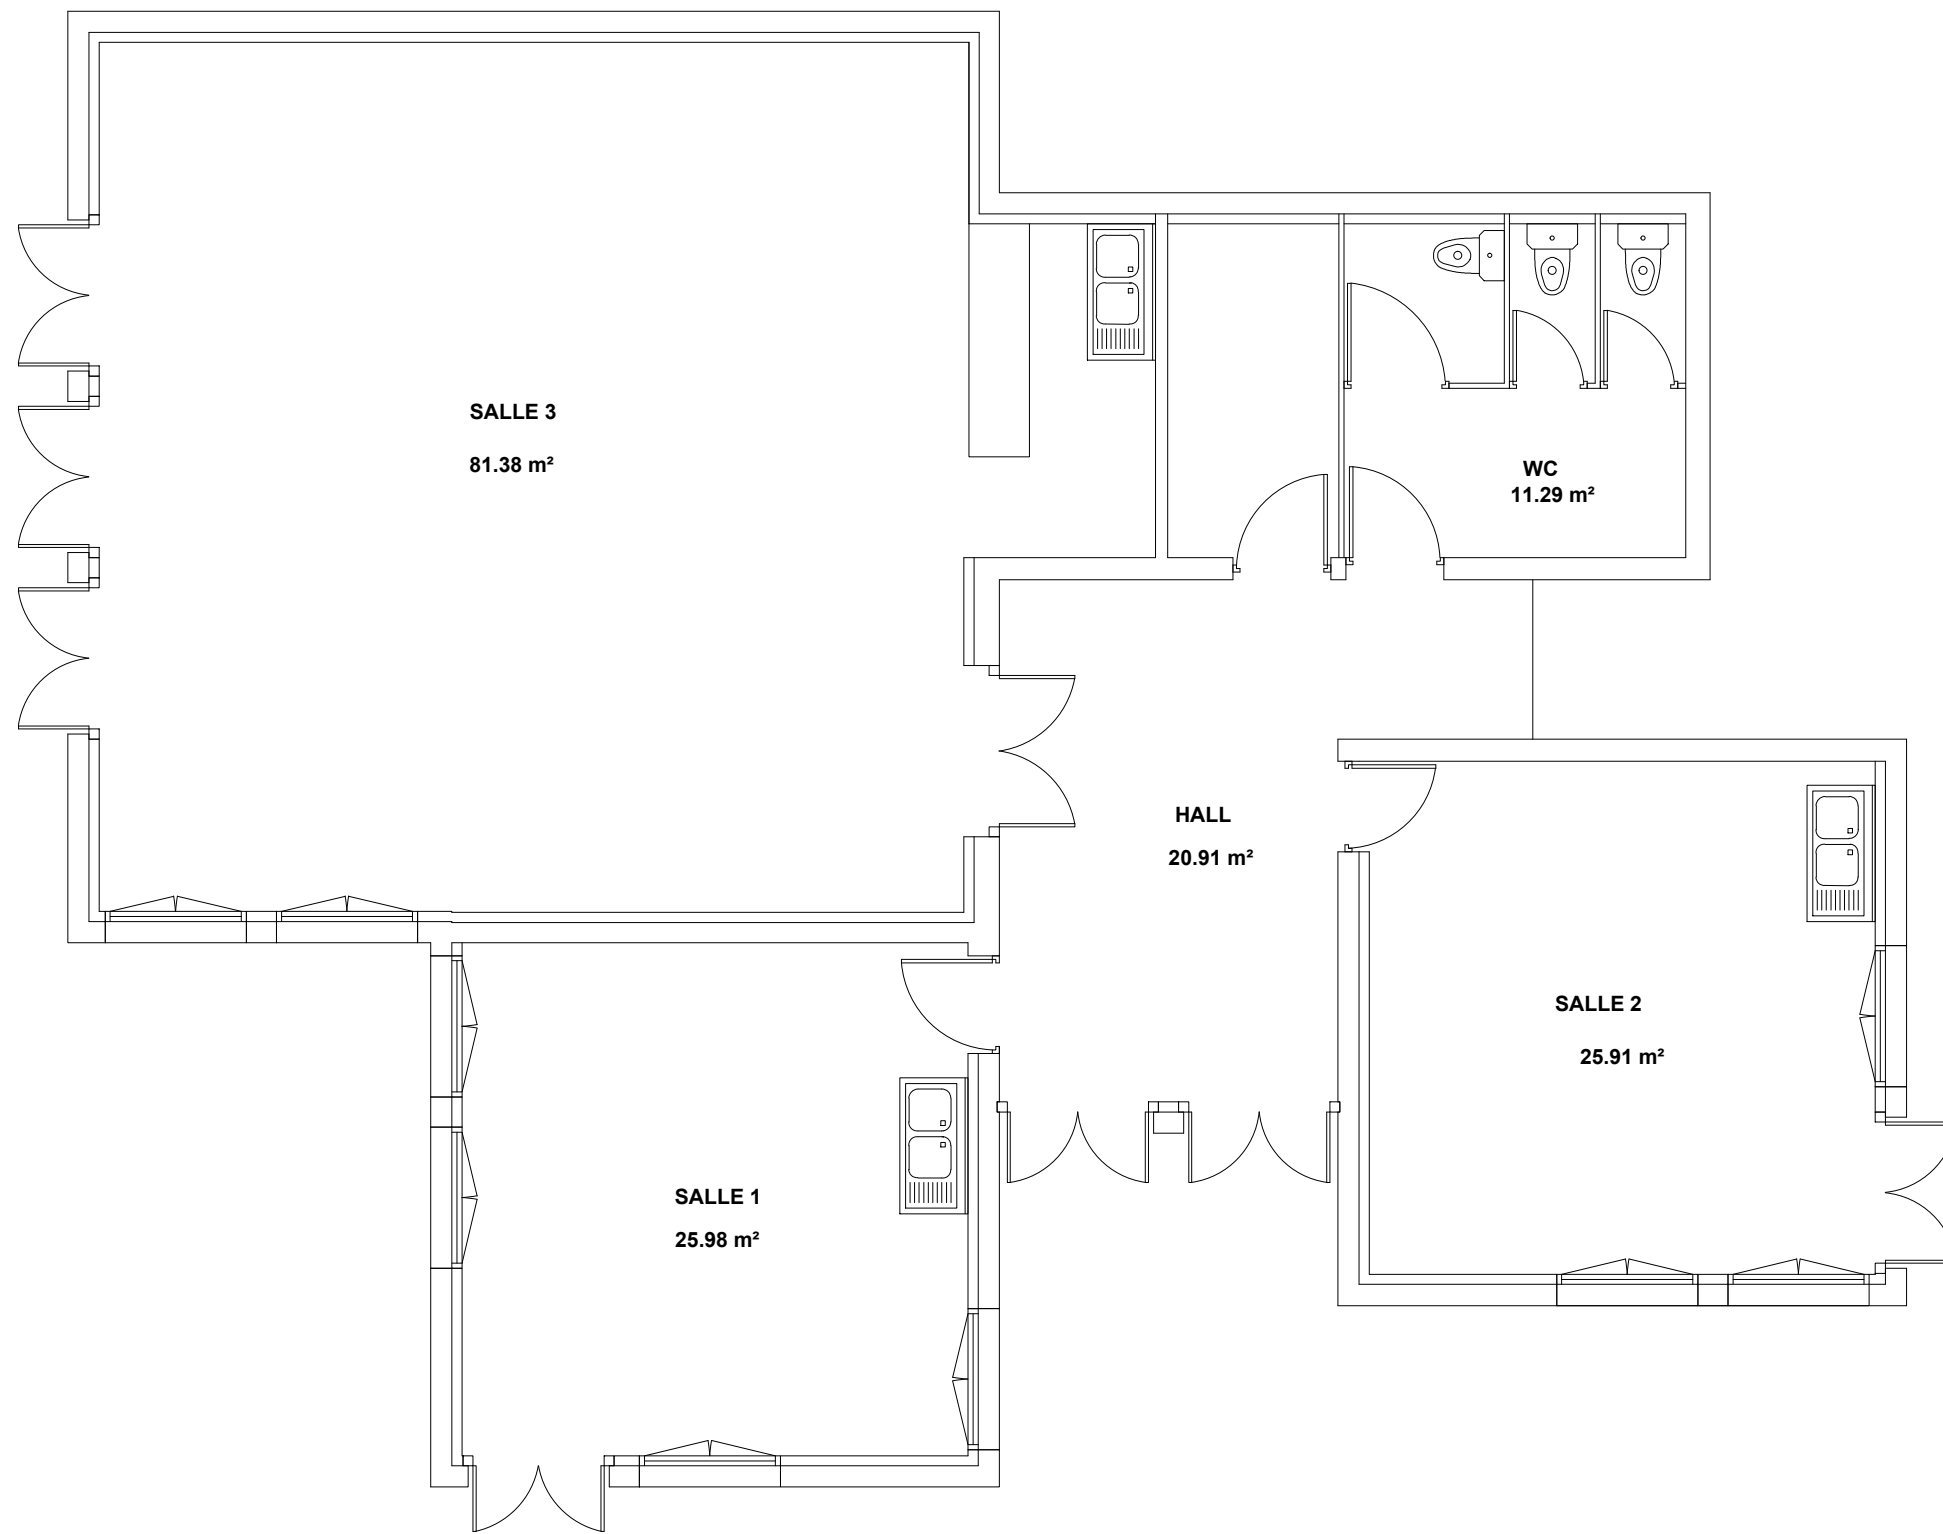 SALLE 3
81.38 m²
WC
11.29 m²
HALL
20.91 m²
SALLE 2
25.91 m²
SALLE 1
25.98 m²